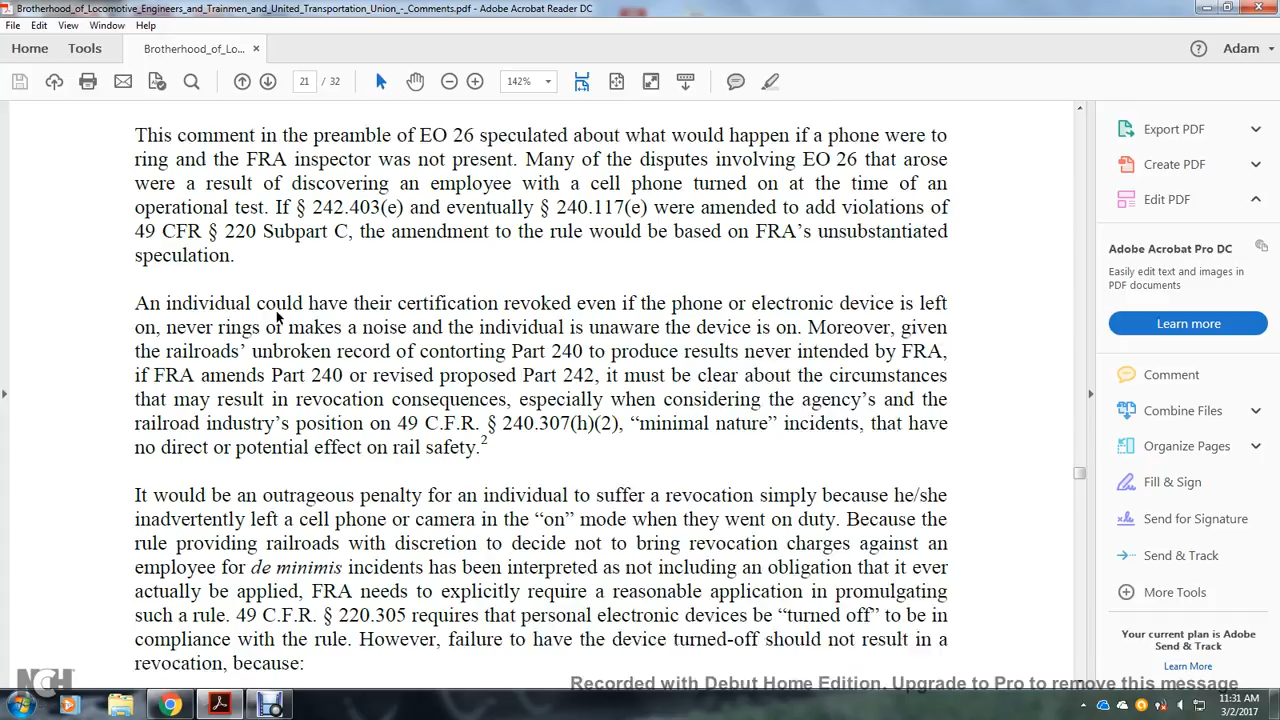 Brotherhood_of_Locomotive_Engineers_and_Trainmen_and_United_Transportation_Union_-_Comments.pdf - Adobe Acrobat Reader DC
File Edit View Window Help
Home Tools Brotherhood_of_Lo... × Adam
21 / 32 142%
This comment in the preamble of EO 26 speculated about what would happen if a phone were to
ring and the FRA inspector was not present. Many of the disputes involving EO 26 that arose
were a result of discovering an employee with a cell phone turned on at the time of an
operational test. If § 242.403(e) and eventually § 240.117(e) were amended to add violations of
49 CFR § 220 Subpart C, the amendment to the rule would be based on FRA's unsubstantiated
speculation.
An individual could have their certification revoked even if the phone or electronic device is left
on, never rings or makes a noise and the individual is unaware the device is on. Moreover, given
the railroads' unbroken record of contorting Part 240 to produce results never intended by FRA,
if FRA amends Part 240 or revised proposed Part 242, it must be clear about the circumstances
that may result in revocation consequences, especially when considering the agency's and the
railroad industry's position on 49 C.F.R. § 240.307(h)(2), “minimal nature” incidents, that have
no direct or potential effect on rail safety.2
It would be an outrageous penalty for an individual to suffer a revocation simply because he/she
inadvertently left a cell phone or camera in the “on” mode when they went on duty. Because the
rule providing railroads with discretion to decide not to bring revocation charges against an
employee for de minimis incidents has been interpreted as not including an obligation that it ever
actually be applied, FRA needs to explicitly require a reasonable application in promulgating
such a rule. 49 C.F.R. § 220.305 requires that personal electronic devices be “turned off” to be in
compliance with the rule. However, failure to have the device turned-off should not result in a
revocation, because:
Export PDF
Create PDF
Edit PDF
Adobe Acrobat Pro DC
Easily edit text and images in
PDF documents
Learn more
Comment
Combine Files
Organize Pages
Fill & Sign
Send for Signature
Send & Track
More Tools
Your current plan is Adobe
Send & Track
Learn More
NCH
Recorded with Debut Home Edition. Upgrade to Pro to remove this message
11:31 AM
3/2/2017